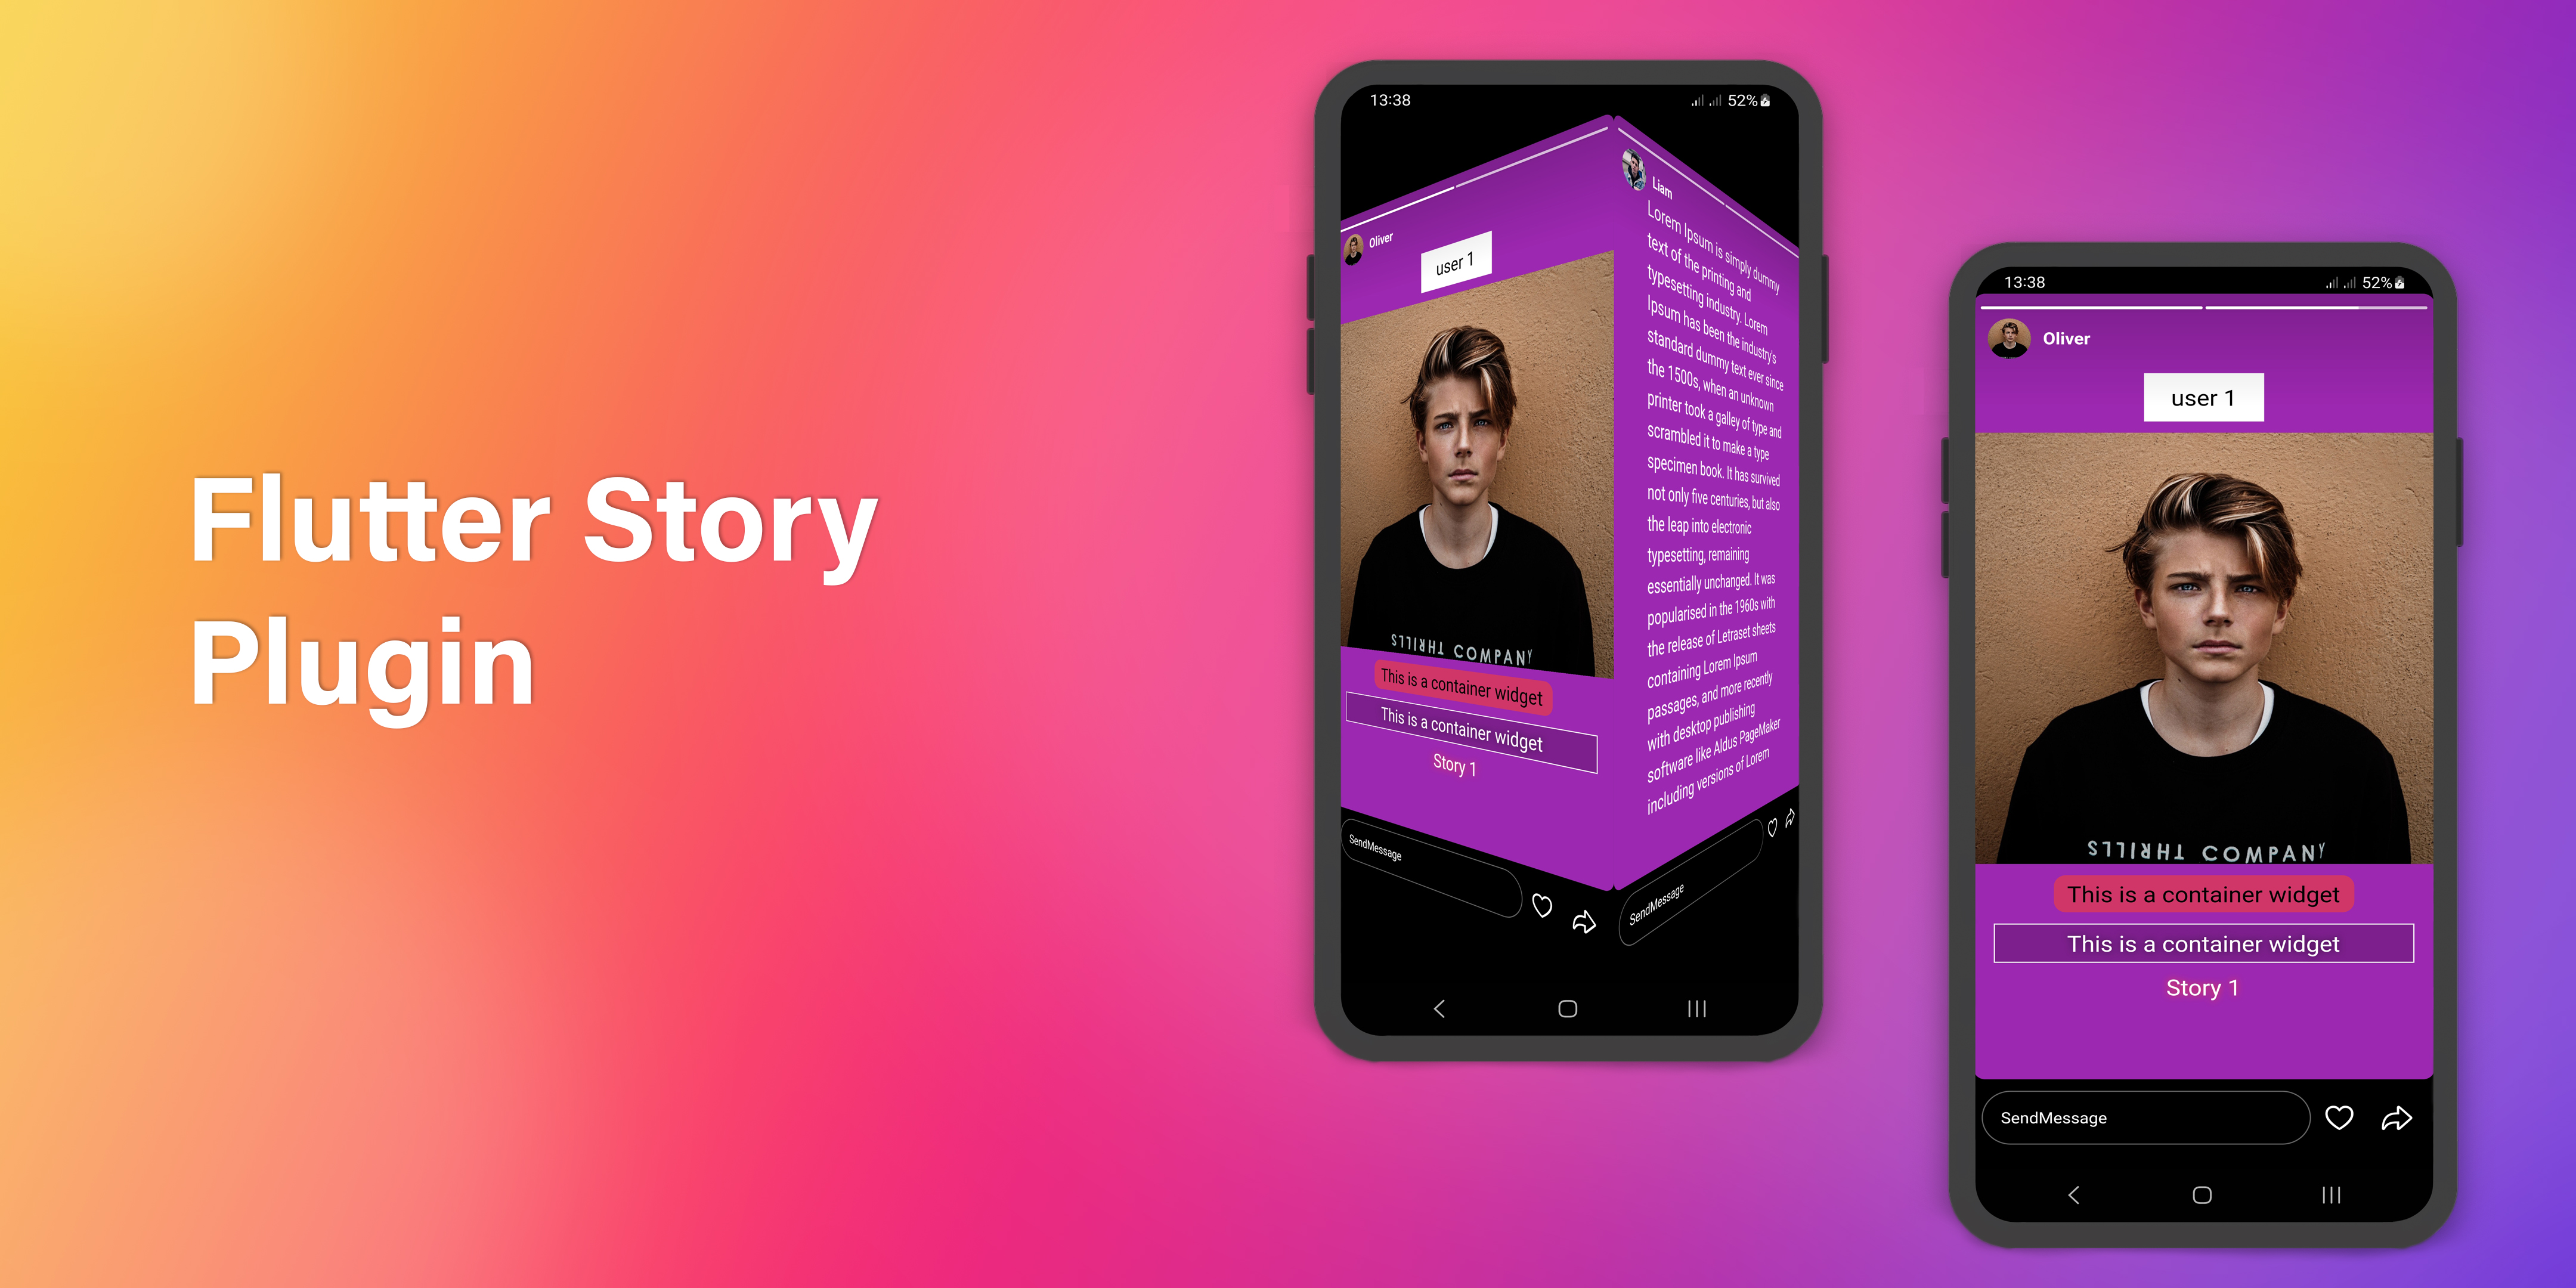 Flutter Story
Plugin
13:38
52%
Oliver
user 1
THRILLS COMPANY
This is a container widget
This is a container widget
Story 1
SendMessage
Liam
Lorem Ipsum is simply dummy
text of the printing and
typesetting industry. Lorem
Ipsum has been the industry's
standard dummy text ever since
the 1500s, when an unknown
printer took a galley of type and
scrambled it to make a type
specimen book. It has survived
not only five centuries, but also
the leap into electronic
typesetting, remaining
essentially unchanged. It was
popularised in the 1960s with
the release of Letraset sheets
containing Lorem Ipsum
passages, and more recently
with desktop publishing
software like Aldus PageMaker
including versions of Lorem
SendMessage
13:38
52%
Oliver
user 1
THRILLS COMPANY
This is a container widget
This is a container widget
Story 1
SendMessage